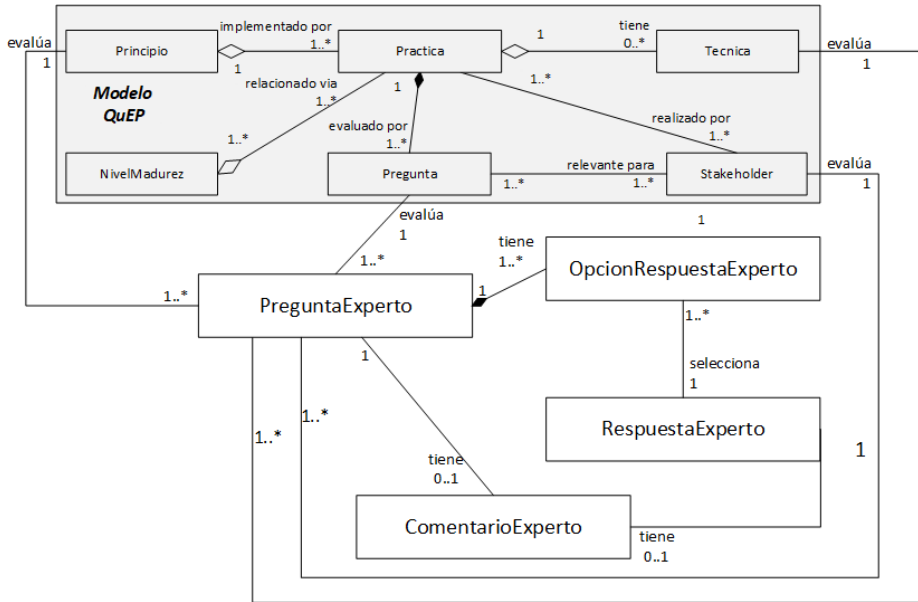 implementado por
tiene
evalúa
1
0..*
evalúa
Principio
1..*
Practica
Tecnica
1
1
1
relacionado via
1
1..*
Modelo
QuEP
1..*
realizado por
1..*
evaluado por
1..*
1..*
relevante para
evalúa
NivelMadurez
Pregunta
Stakeholder
1..*
1..*
1
evalúa
1
1
tiene
1..*
1..*
OpcionRespuestaExperto
1..*
1
PreguntaExperto
1..*
1
selecciona
1
1..*
1..*
RespuestaExperto
1
tiene
0..1
ComentarioExperto
tiene
0..1